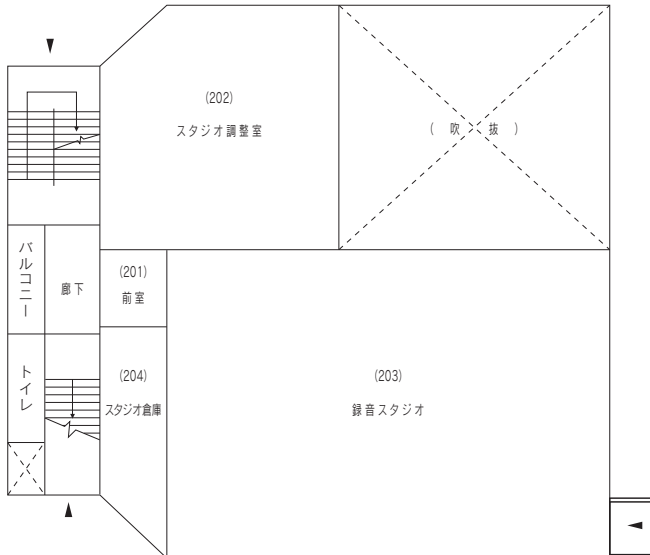 (202)
スタジオ調整室
( 吹 抜 )
バルコニー
廊下
(201)
前室
トイレ
(204)
スタジオ倉庫
(203)
録音スタジオ